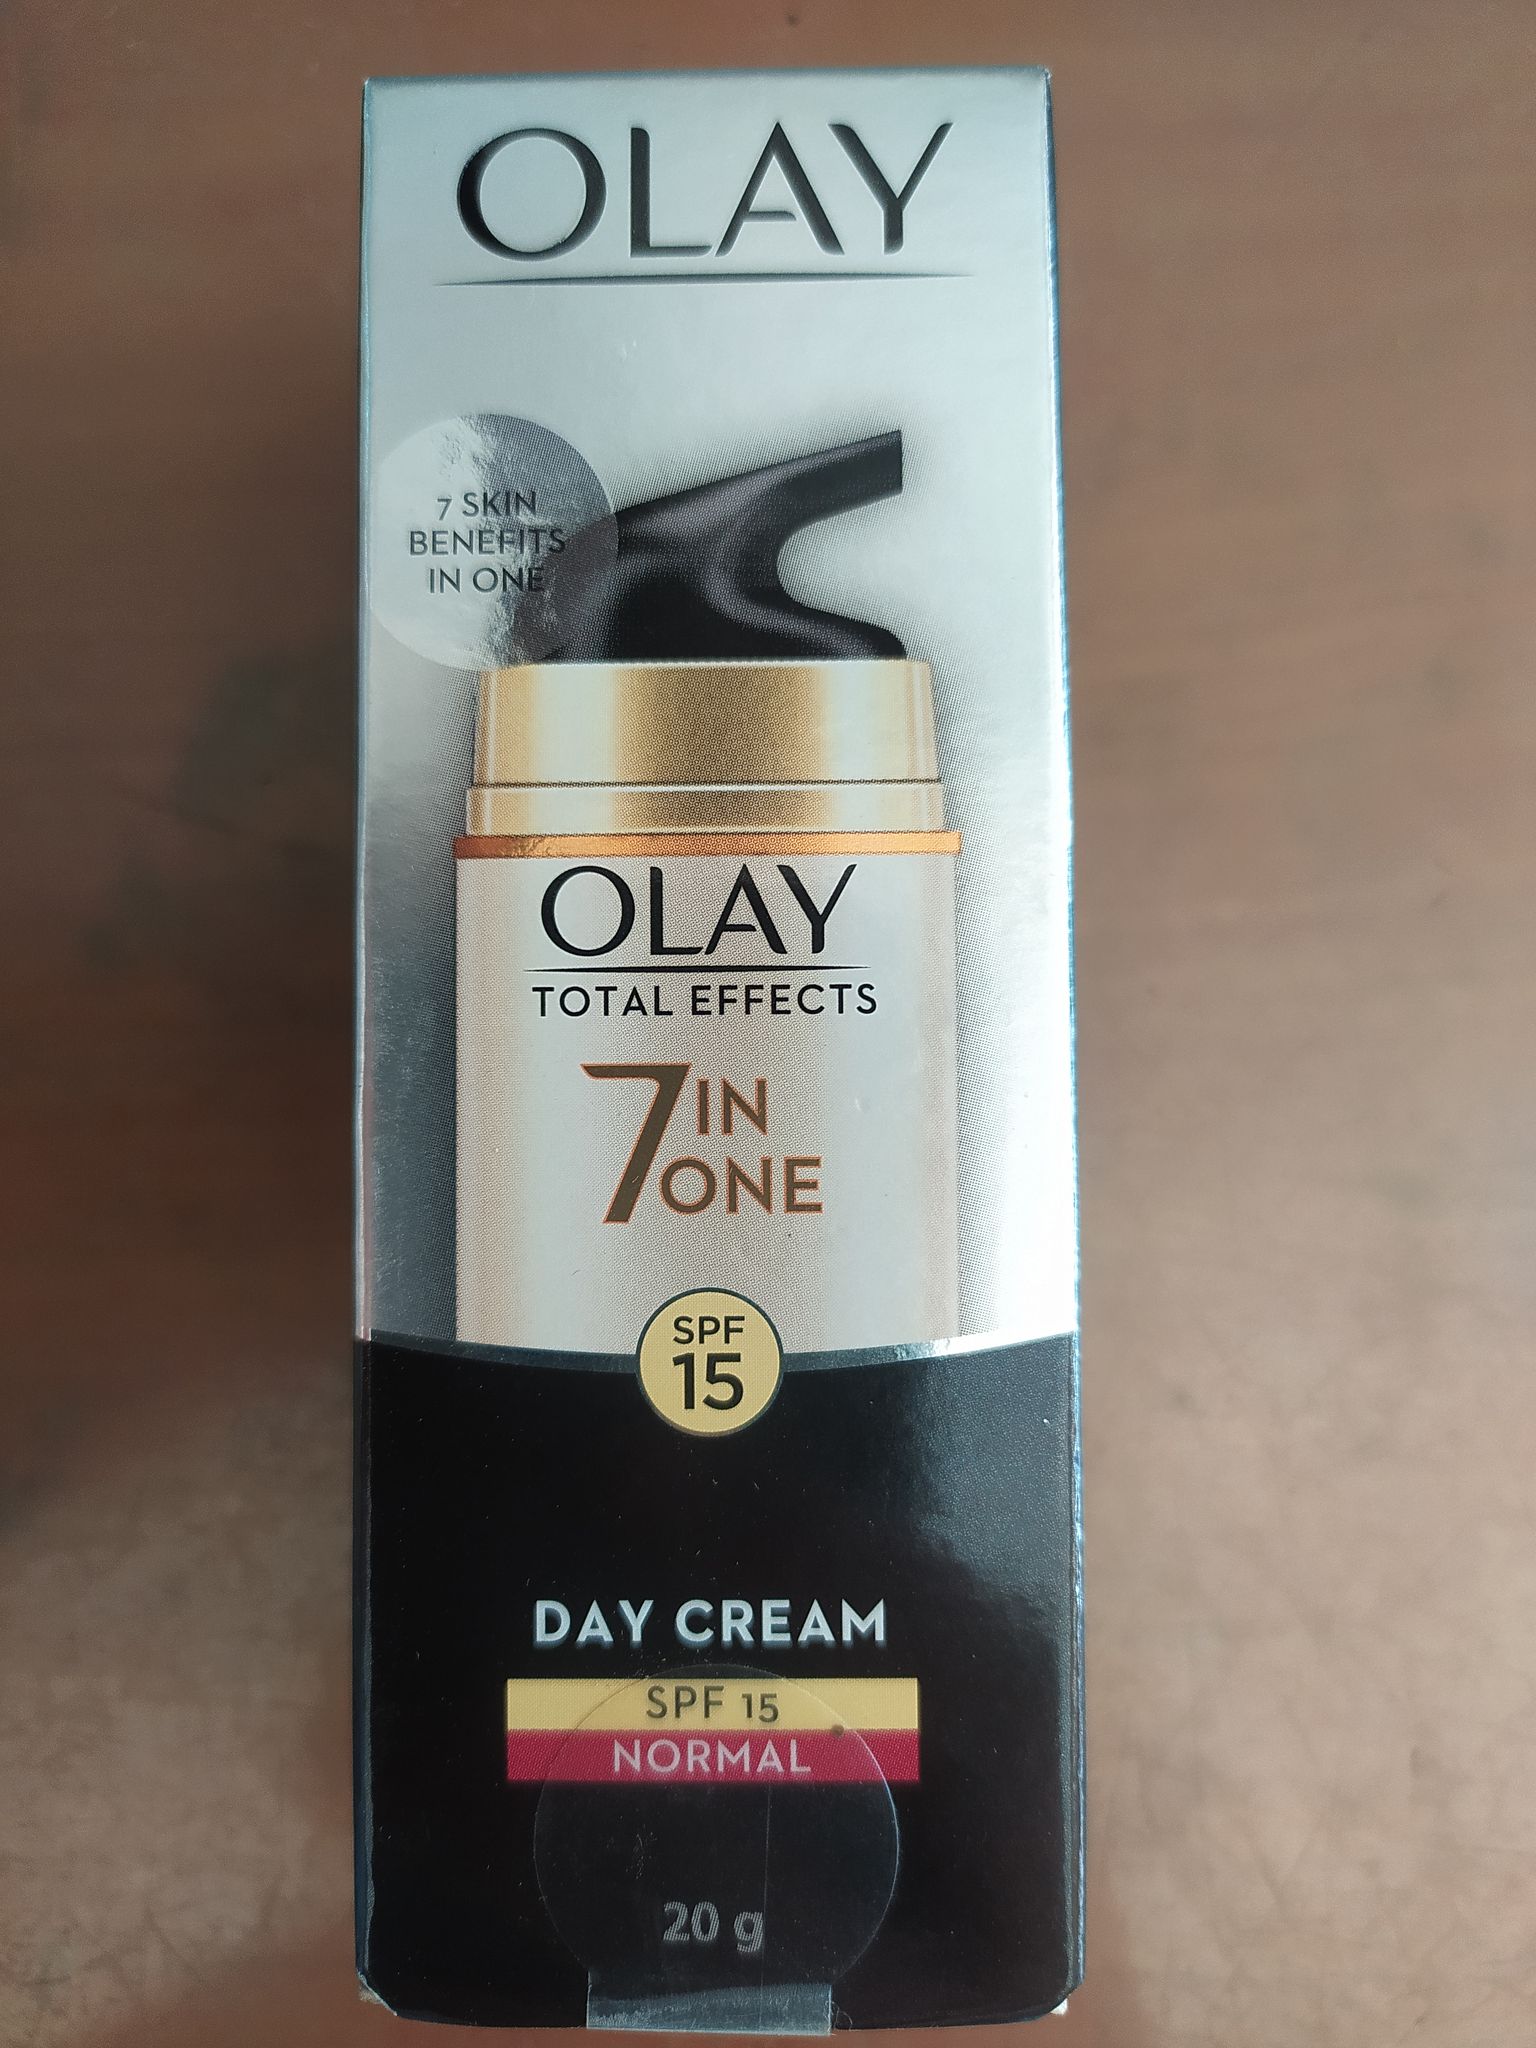 OLAY
7 SKIN
BENEFITS
IN ONE
OLAY
TOTAL EFFECTS
7 IN
ONE
SPF
15
DAY CREAM
SPF 15
NORMAL
20 g